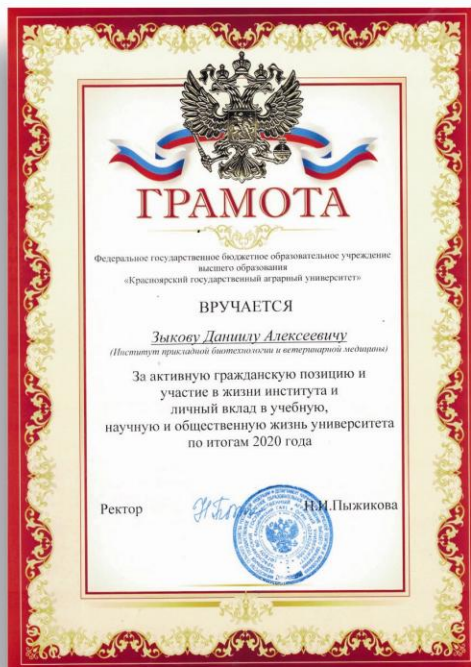 ГРАМОТА
Федеральное государственное бюджетное образовательное учреждение
высшего образования
«Красноярский государственный аграрный университет»
ВРУЧАЕТСЯ
Зыкову Даниилу Алексеевичу
(Институт прикладной биотехнологии и ветеринарной медицины)
За активную гражданскую позицию и
участие в жизни института и
личный вклад в учебную,
научную и общественную жизнь университета
по итогам 2020 года
Ректор Н.И.Пыжикова